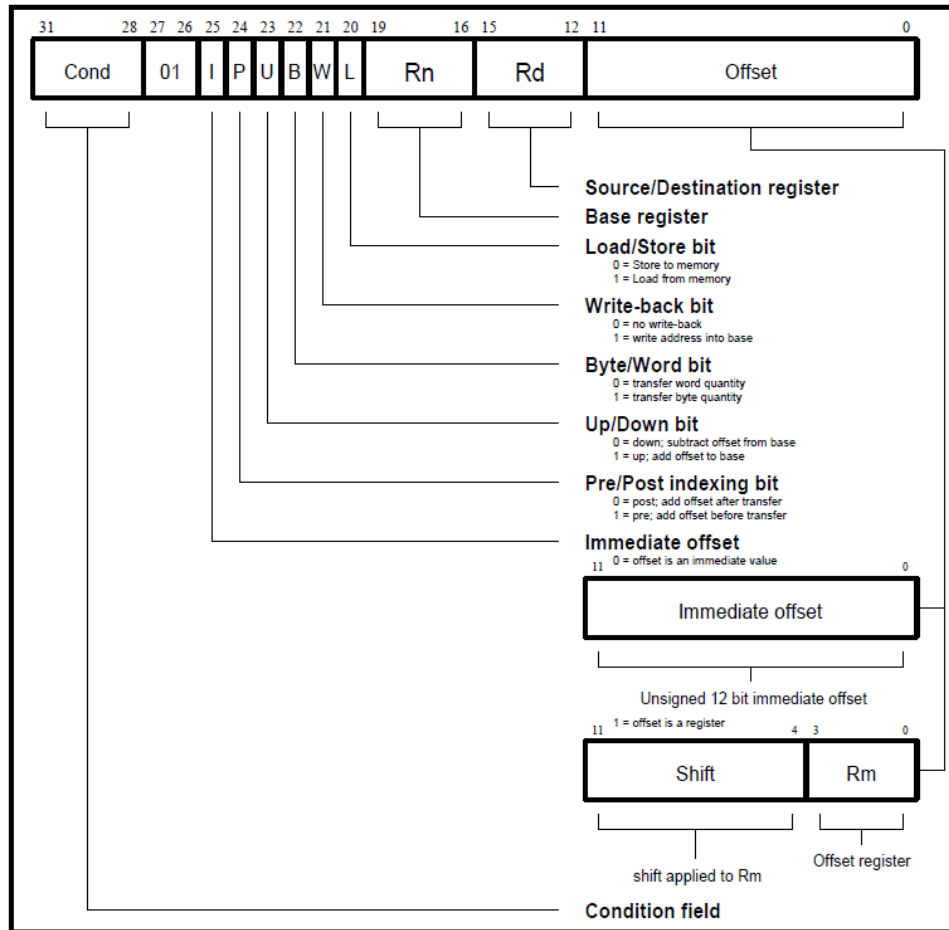 31 28 27 26 25 24 23 22 21 20 19 16 15 12 11 0
Cond 01 I P U B W L Rn Rd Offset
Source/Destination register
Base register
Load/Store bit
0 = Store to memory
1 = Load from memory
Write-back bit
0 = no write-back
1 = write address into base
Byte/Word bit
0 = transfer word quantity
1 = transfer byte quantity
Up/Down bit
0 = down; subtract offset from base
1 = up; add offset to base
Pre/Post indexing bit
0 = post; add offset after transfer
1 = pre; add offset before transfer
Immediate offset
0 = offset is an immediate value
11 0
Immediate offset
Unsigned 12 bit immediate offset
1 = offset is a register
11 4 3 0
Shift Rm
Offset register
shift applied to Rm
Condition field